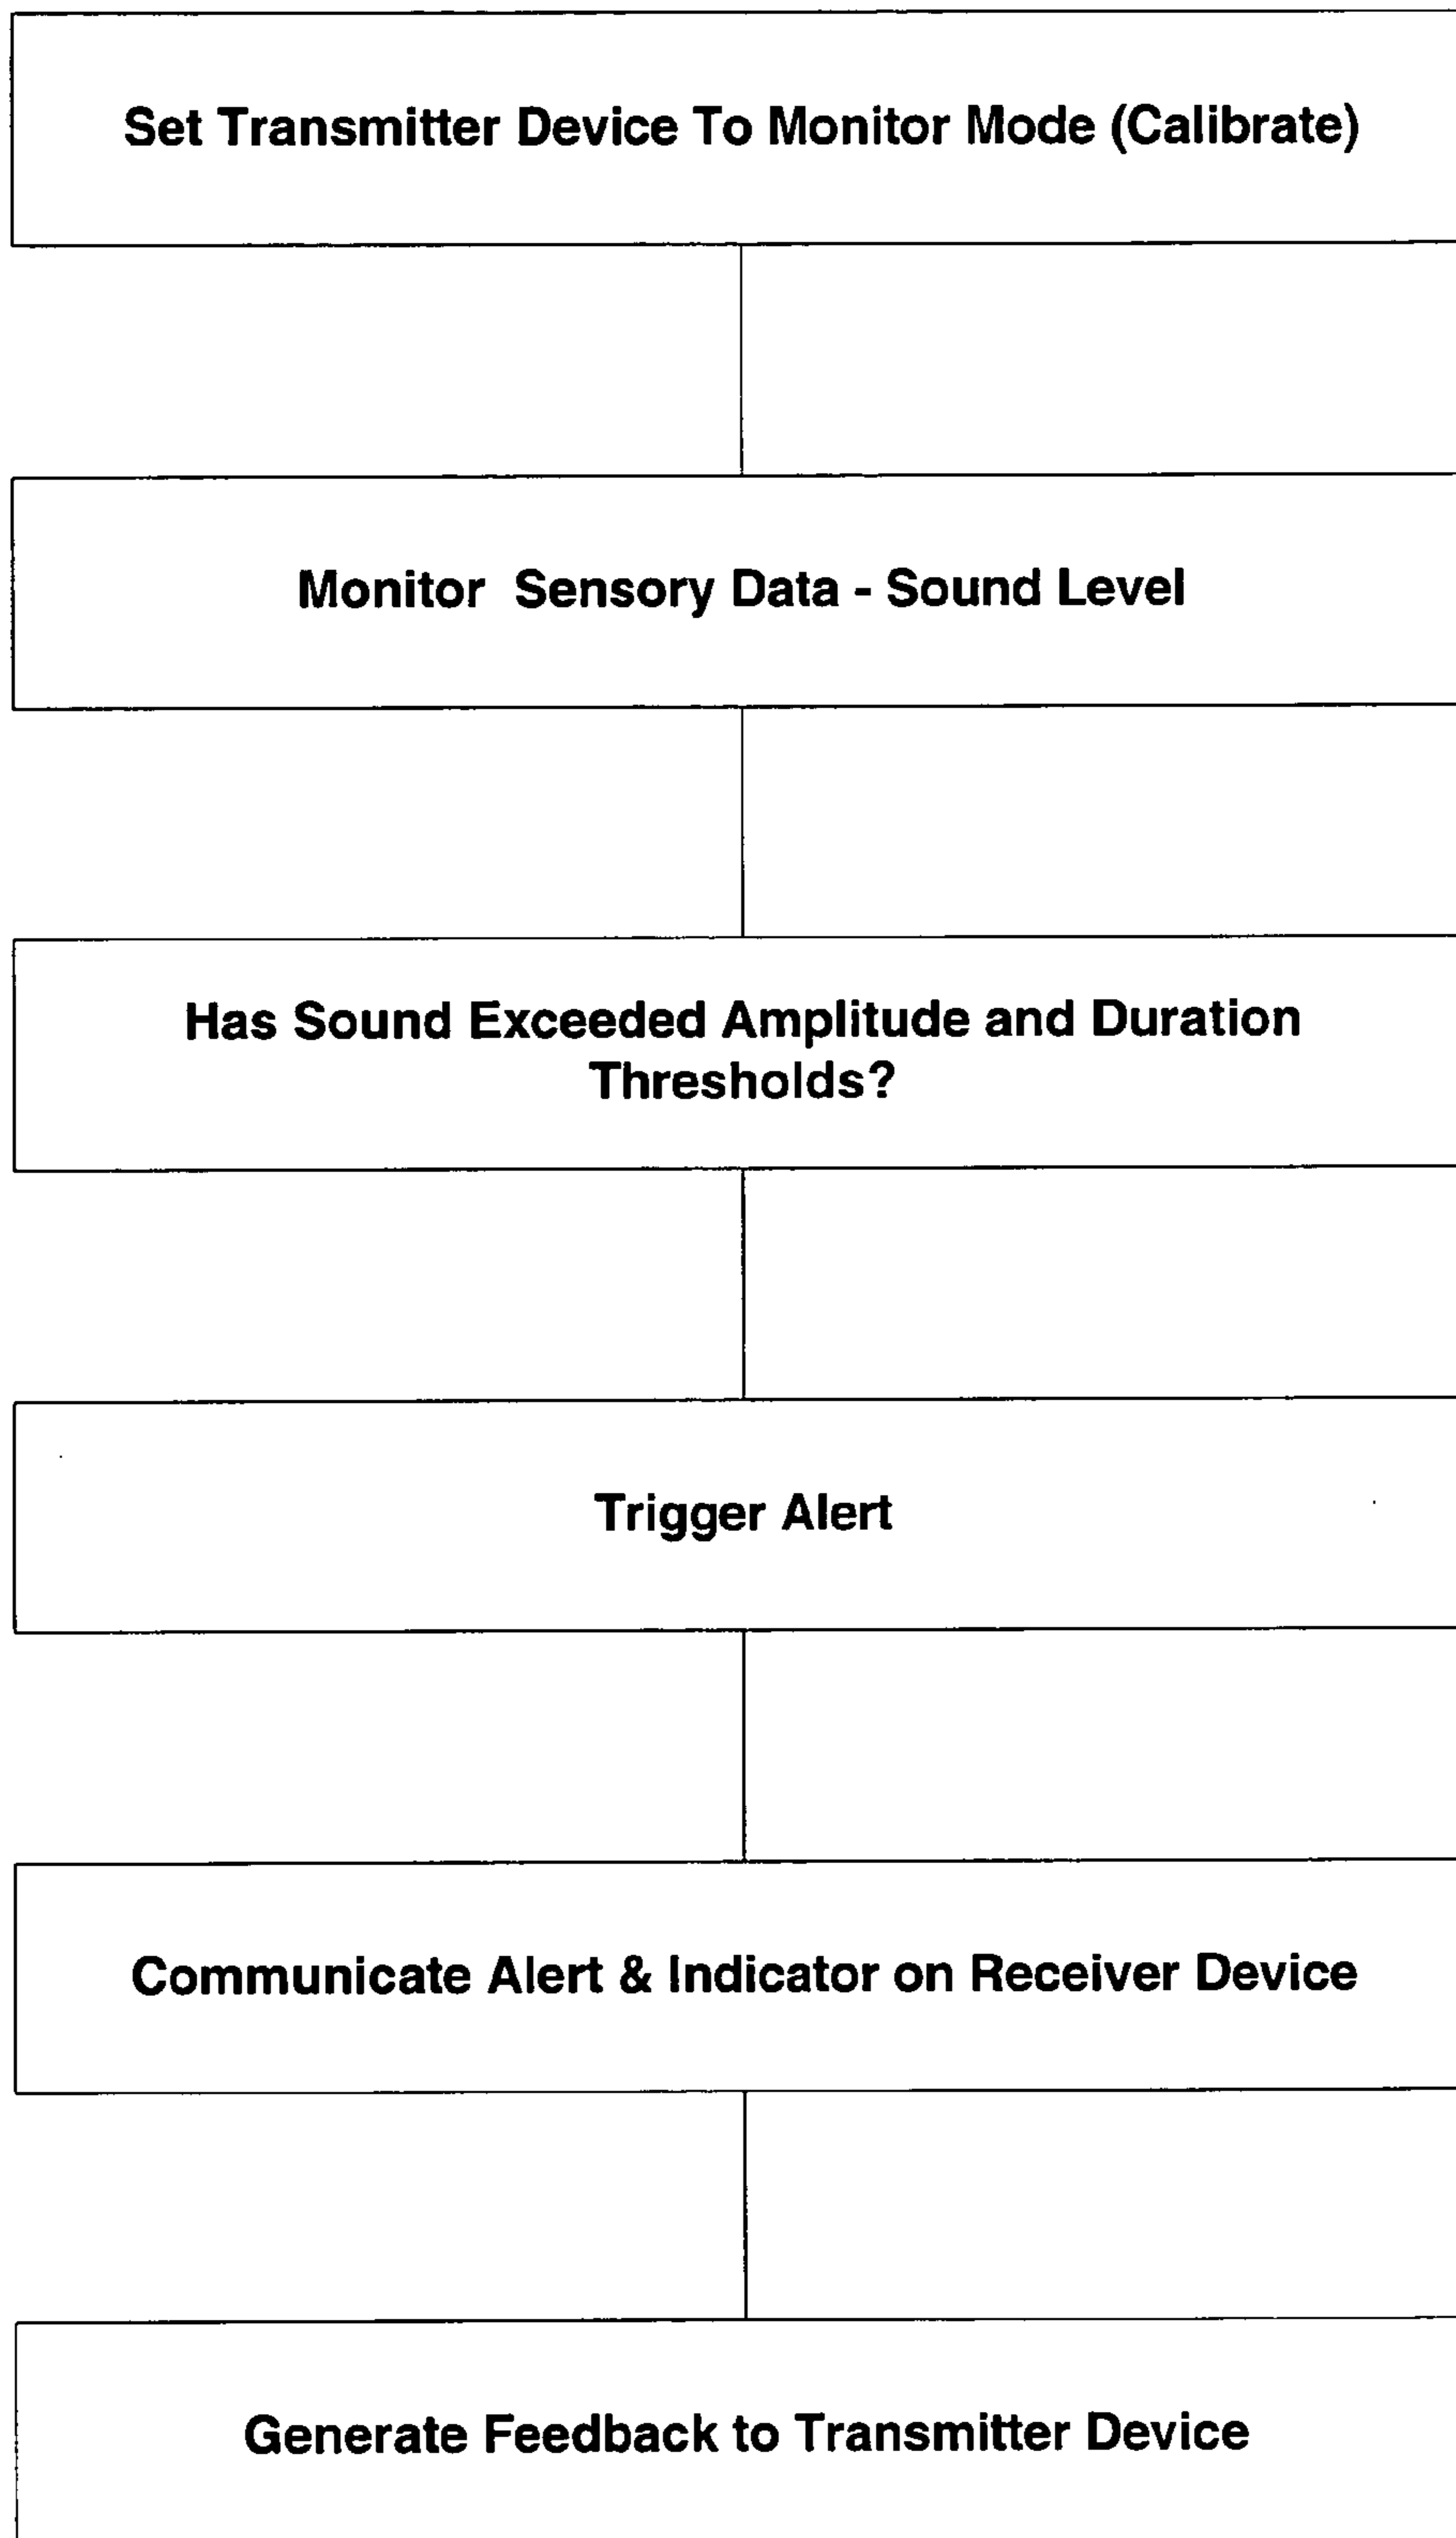 Set Transmitter Device To Monitor Mode (Calibrate)
Monitor Sensory Data - Sound Level
Has Sound Exceeded Amplitude and Duration
Thresholds?
Trigger Alert
Communicate Alert & Indicator on Receiver Device
Generate Feedback to Transmitter Device